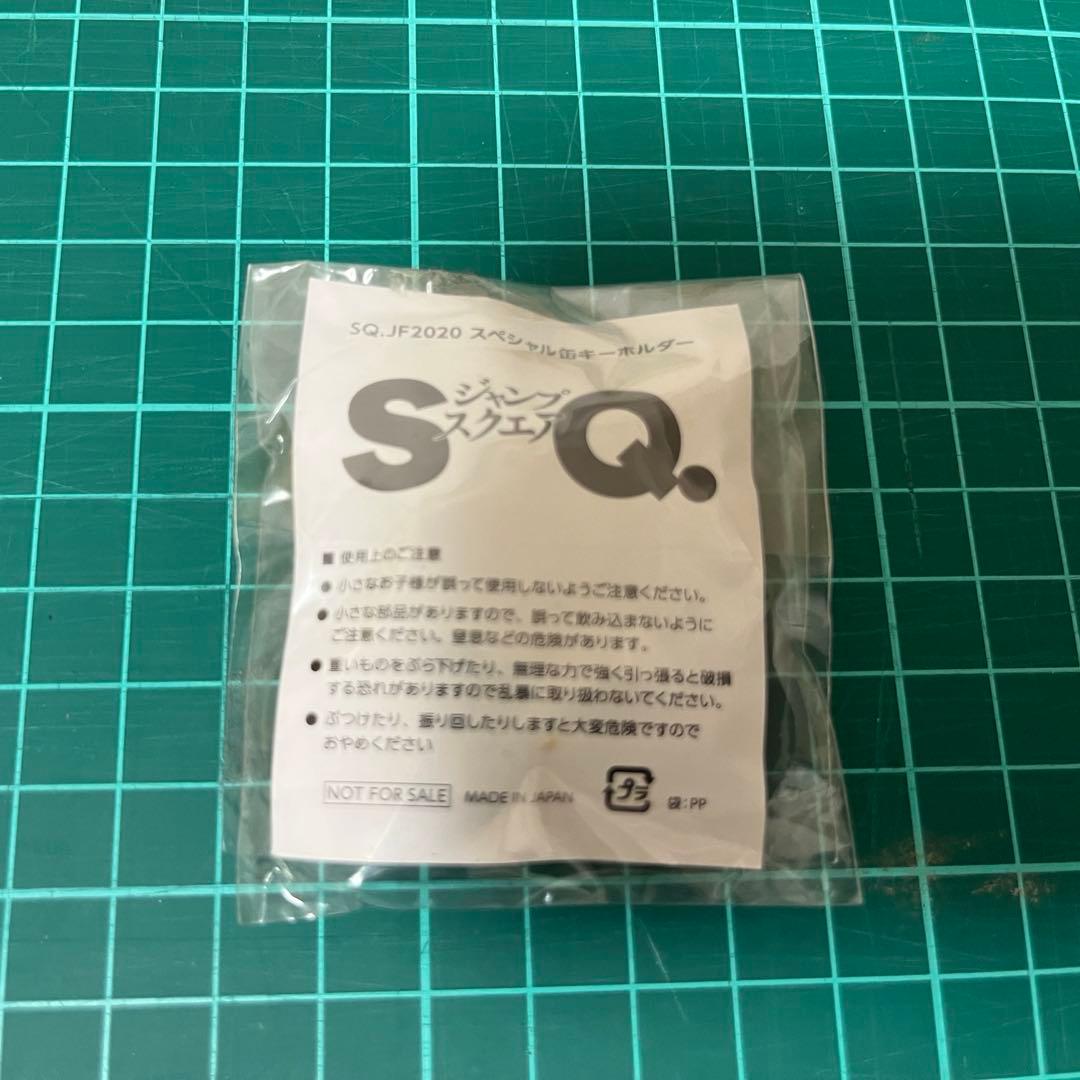 SQ.JF2020 スペシャル缶キーホルダー
SQ.
ジャンプ
スクエア
■ 使用上のご注意
● 小さなお子様が誤って使用しないようご注意ください。
● 小さな部品がありますので、誤って飲み込まないように
ご注意ください。窒息などの危険があります。
● 重いものをぶら下げたり、無理な力で強く引っ張ると破損
する恐れがありますので乱暴に取り扱わないでください。
● ぶつけたり、振り回したりしますと大変危険ですので
おやめください
NOT FOR SALE MADE IN JAPAN プラ 袋:PP